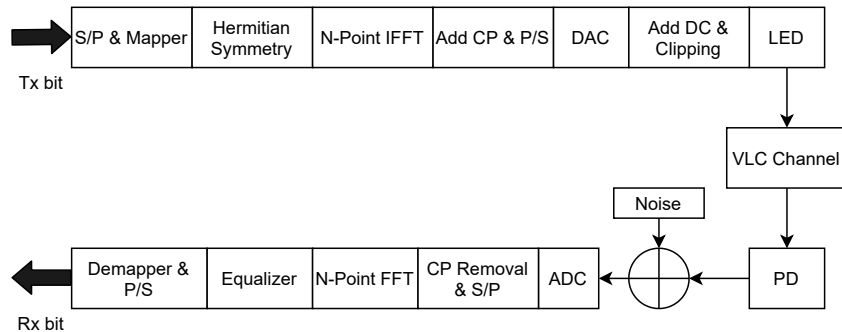 S/P & Mapper
Hermitian
Symmetry
N-Point IFFT
Add CP & P/S
DAC
Add DC &
Clipping
LED
Tx bit
VLC Channel
Noise
Demapper &
P/S
Equalizer
N-Point FFT
CP Removal
& S/P
ADC
PD
Rx bit